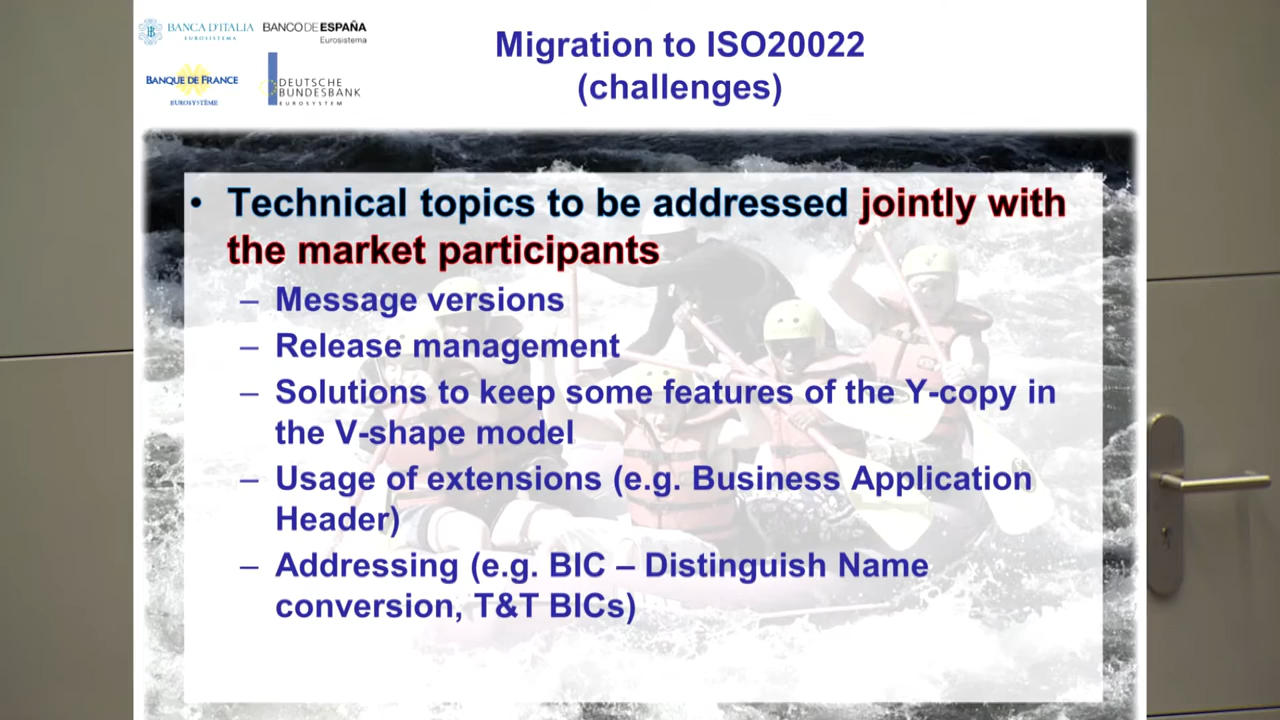 BANCA D'ITALIA
EUROSISTEMA
BANCO DE ESPAÑA
Eurosistema
BANQUE DE FRANCE
EUROSYSTÈME
DEUTSCHE
BUNDESBANK
EUROSYSTEM
Migration to ISO20022
(challenges)
• Technical topics to be addressed jointly with
the market participants
– Message versions
– Release management
– Solutions to keep some features of the Y-copy in
the V-shape model
– Usage of extensions (e.g. Business Application
Header)
– Addressing (e.g. BIC – Distinguish Name
conversion, T&T BICs)